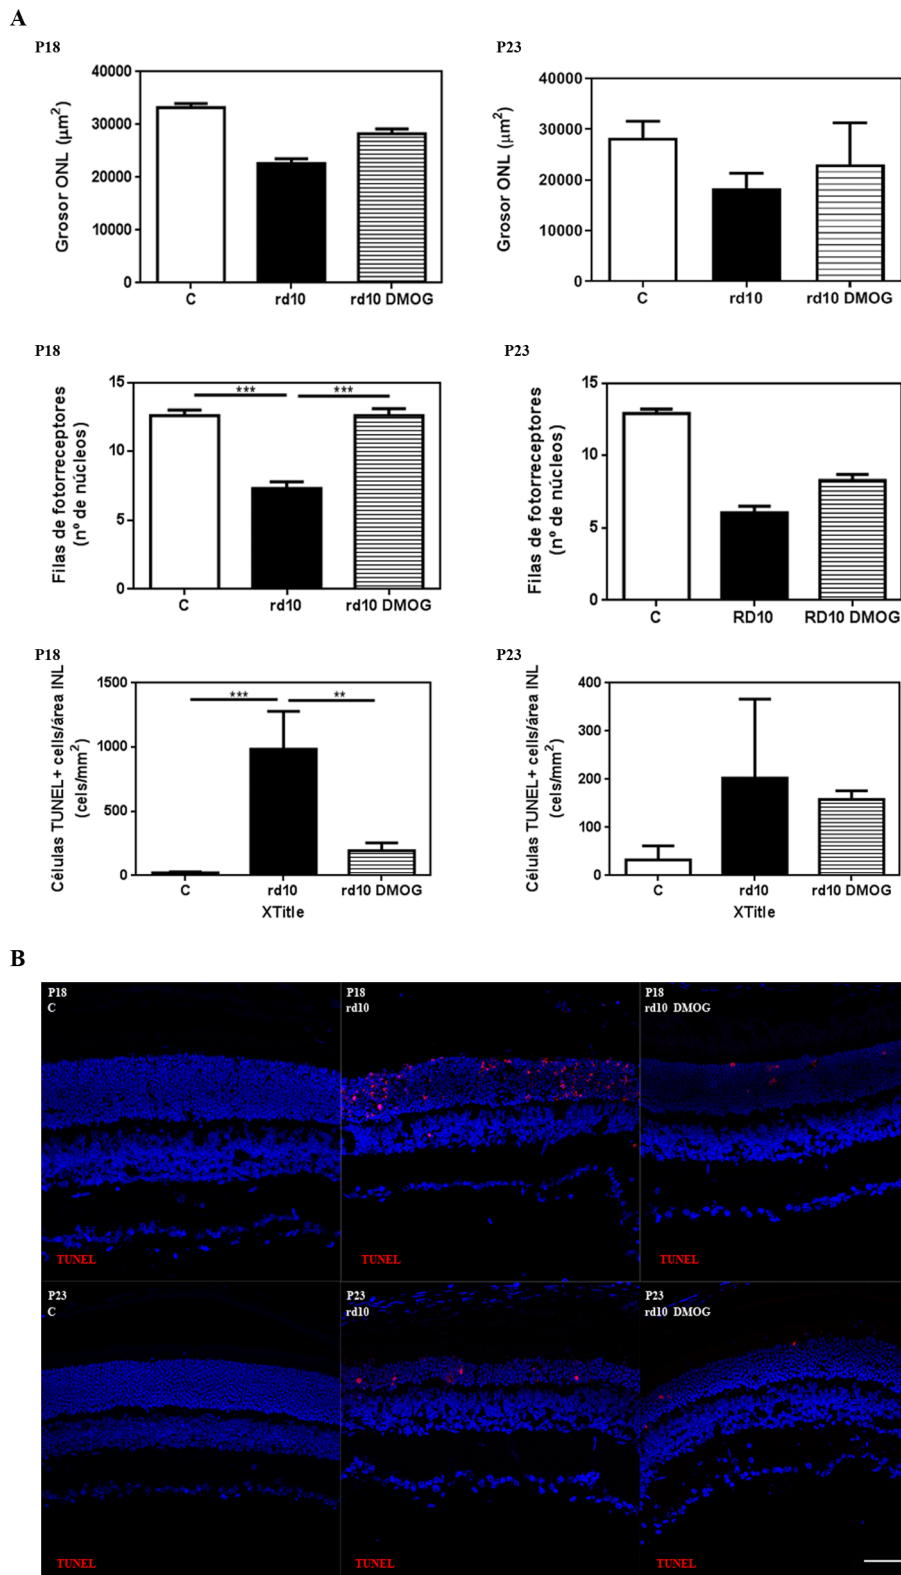 A
P18
Grosor ONL (μm²)
40000
30000
20000
10000
0
C rd10 rd10 DMOG
P23
Grosor ONL (μm²)
40000
30000
20000
10000
0
C rd10 rd10 DMOG
P18
Filas de fotorreceptores
(nº de núcleos)
15
10
5
0
*** ***
C rd10 rd10 DMOG
P23
Filas de fotorreceptores
(nº de núcleos)
15
10
5
0
C RD10 RD10 DMOG
P18
Células TUNEL+ cells/área INL
(cels/mm²)
1500
1000
500
0
*** **
C rd10 rd10 DMOG
XTitle
P23
Células TUNEL+ cells/área INL
(cels/mm²)
400
300
200
100
0
C rd10 rd10 DMOG
XTitle
B
P18
C
TUNEL
P18
rd10
TUNEL
P18
rd10 DMOG
TUNEL
P23
C
TUNEL
P23
rd10
TUNEL
P23
rd10 DMOG
TUNEL